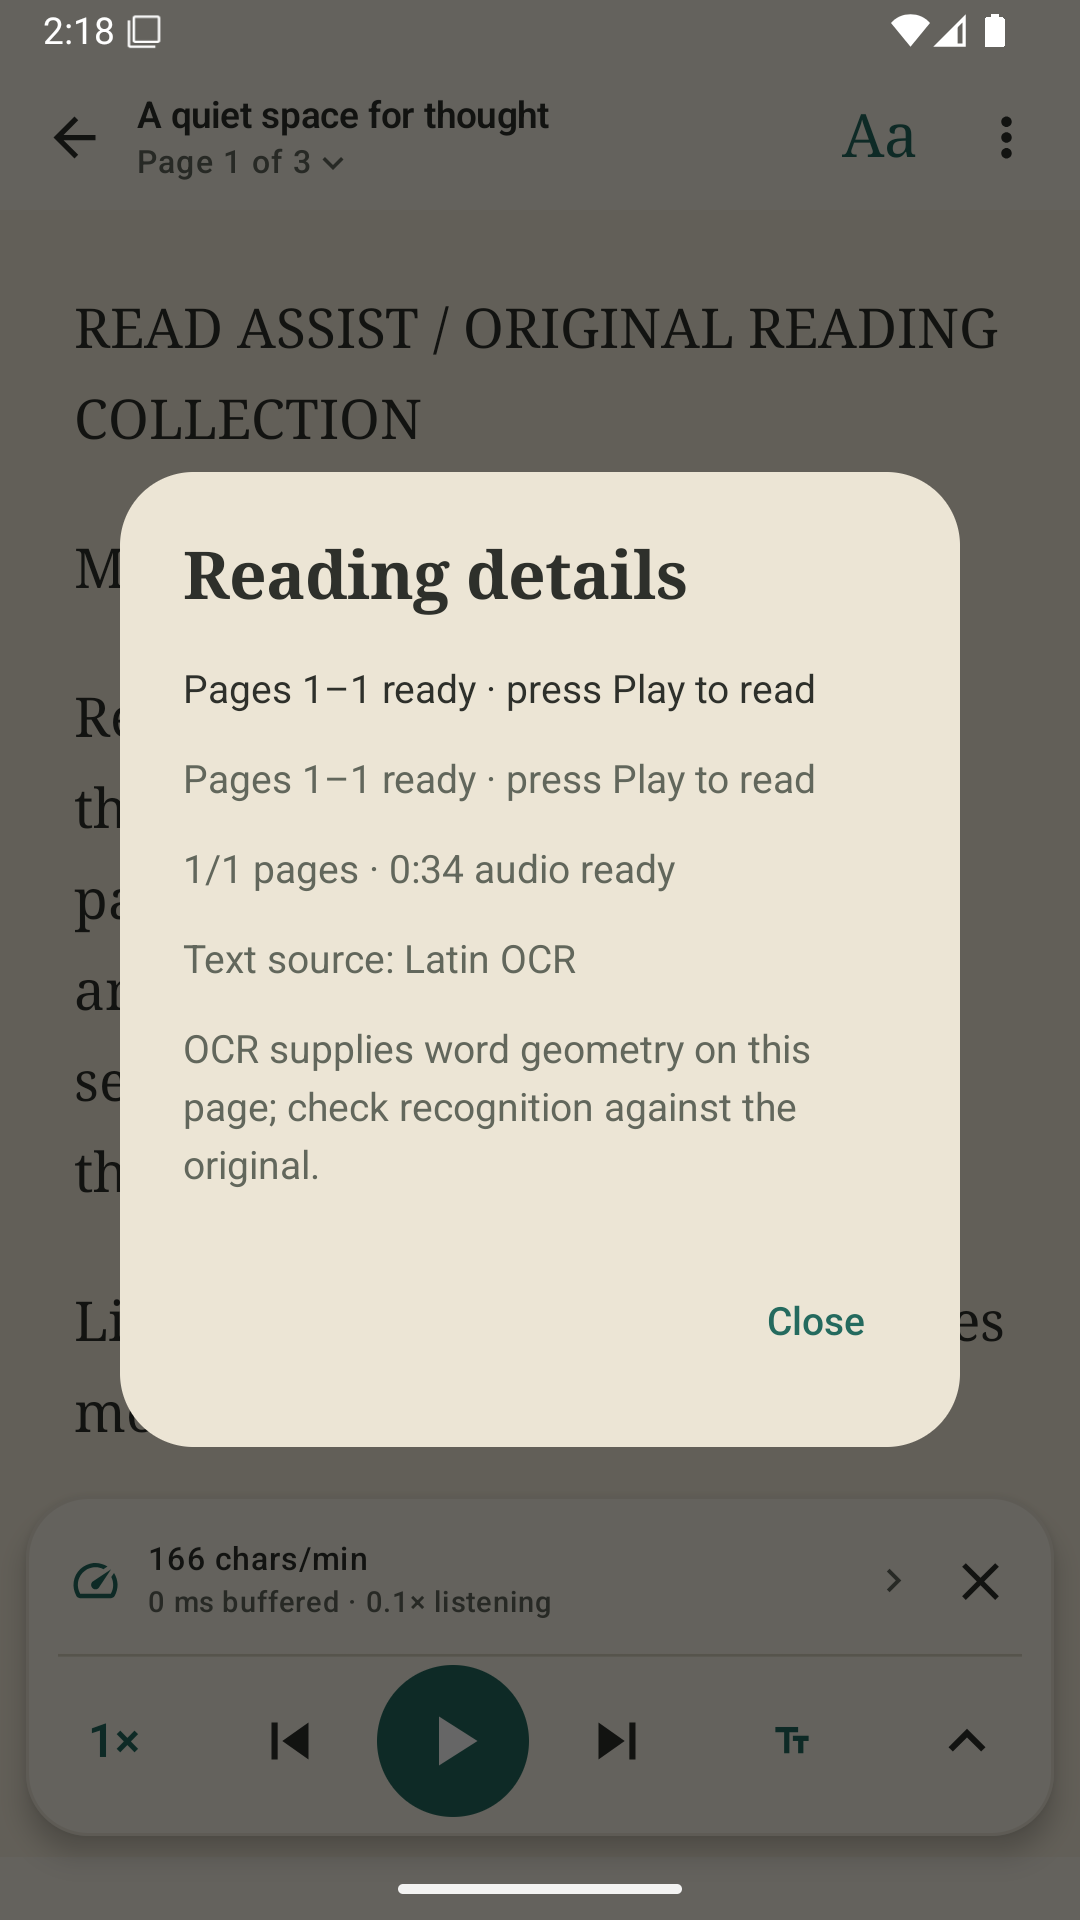 2:18
A quiet space for thought
Page 1 of 3
Aa
READ ASSIST / ORIGINAL READING
COLLECTION
Reading details
Pages 1–1 ready · press Play to read
Pages 1–1 ready · press Play to read
1/1 pages · 0:34 audio ready
Text source: Latin OCR
OCR supplies word geometry on this
page; check recognition against the
original.
Close
166 chars/min
0 ms buffered · 0.1× listening
1×
Tт